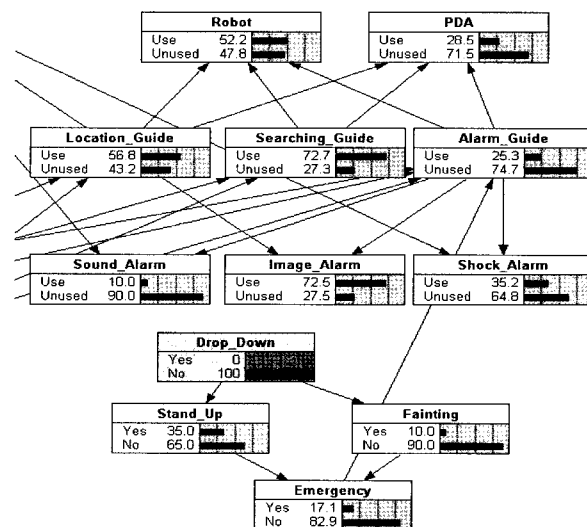 Robot
Use 52.2
Unused 47.8
PDA
Use 28.5
Unused 71.5
Location_Guide
Use 56.8
Unused 43.2
Searching_Guide
Use 72.7
Unused 27.3
Alarm_Guide
Use 25.3
Unused 74.7
Sound_Alarm
Use 10.0
Unused 90.0
Image_Alarm
Use 72.5
Unused 27.5
Shock_Alarm
Use 35.2
Unused 64.8
Drop_Down
Yes 0
No 100
Stand_Up
Yes 35.0
No 65.0
Fainting
Yes 10.0
No 90.0
Emergency
Yes 17.1
No 82.9